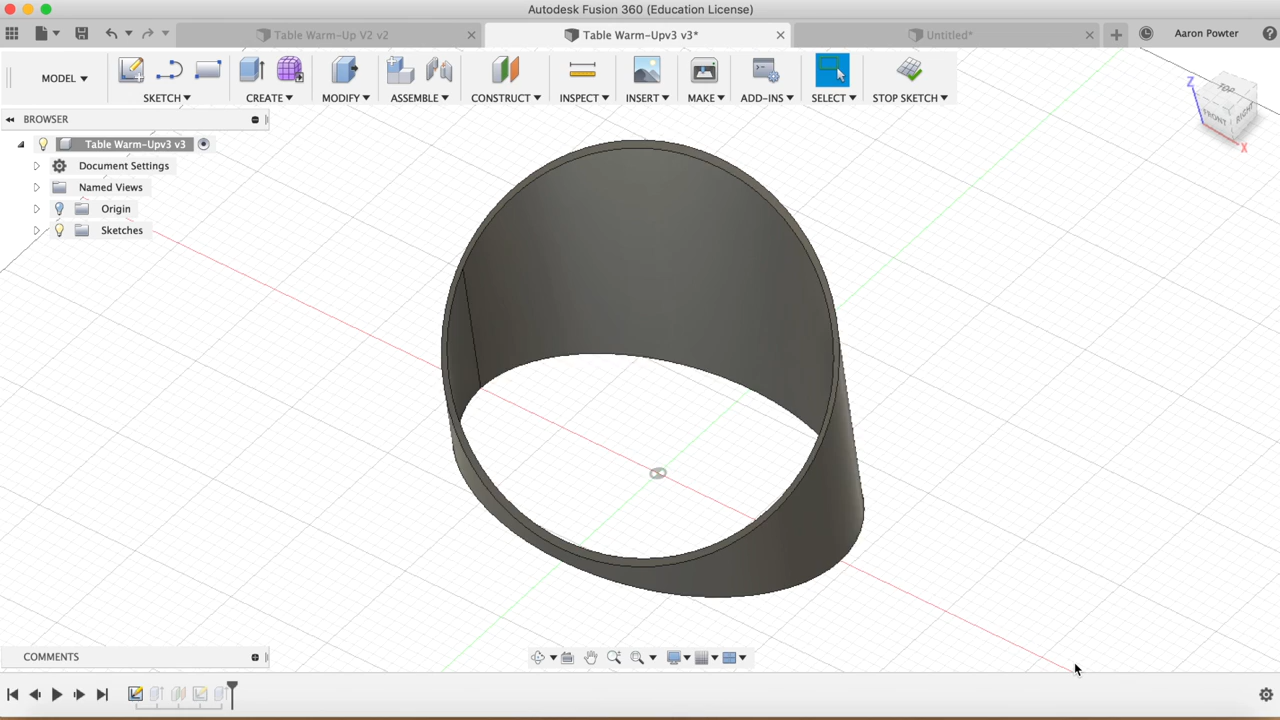 Autodesk Fusion 360 (Education License)
Table Warm-Up V2 v2
Table Warm-Upv3 v3*
Untitled*
Aaron Powter
MODEL
SKETCH
CREATE
MODIFY
ASSEMBLE
CONSTRUCT
INSPECT
INSERT
MAKE
ADD-INS
SELECT
STOP SKETCH
BROWSER
Table Warm-Upv3 v3
Document Settings
Named Views
Origin
Sketches
Z
TOP
FRONT
RIGHT
X
COMMENTS